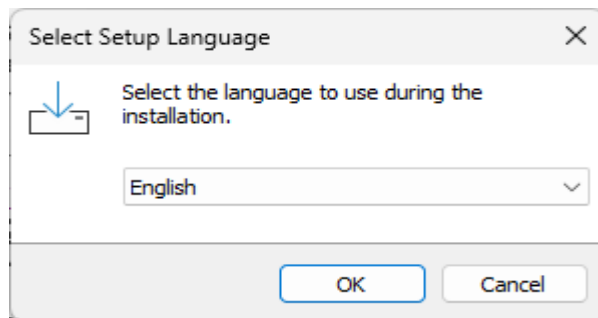 Select Setup Language
Select the language to use during the
installation.
English
OK
Cancel